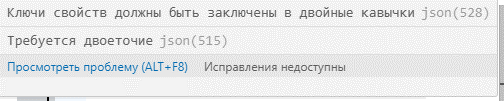 Ключи свойств должны быть заключены в двойные кавычки json(528)
Требуется двоеточие json(515)
Просмотреть проблему (ALT+F8) Исправления недоступны